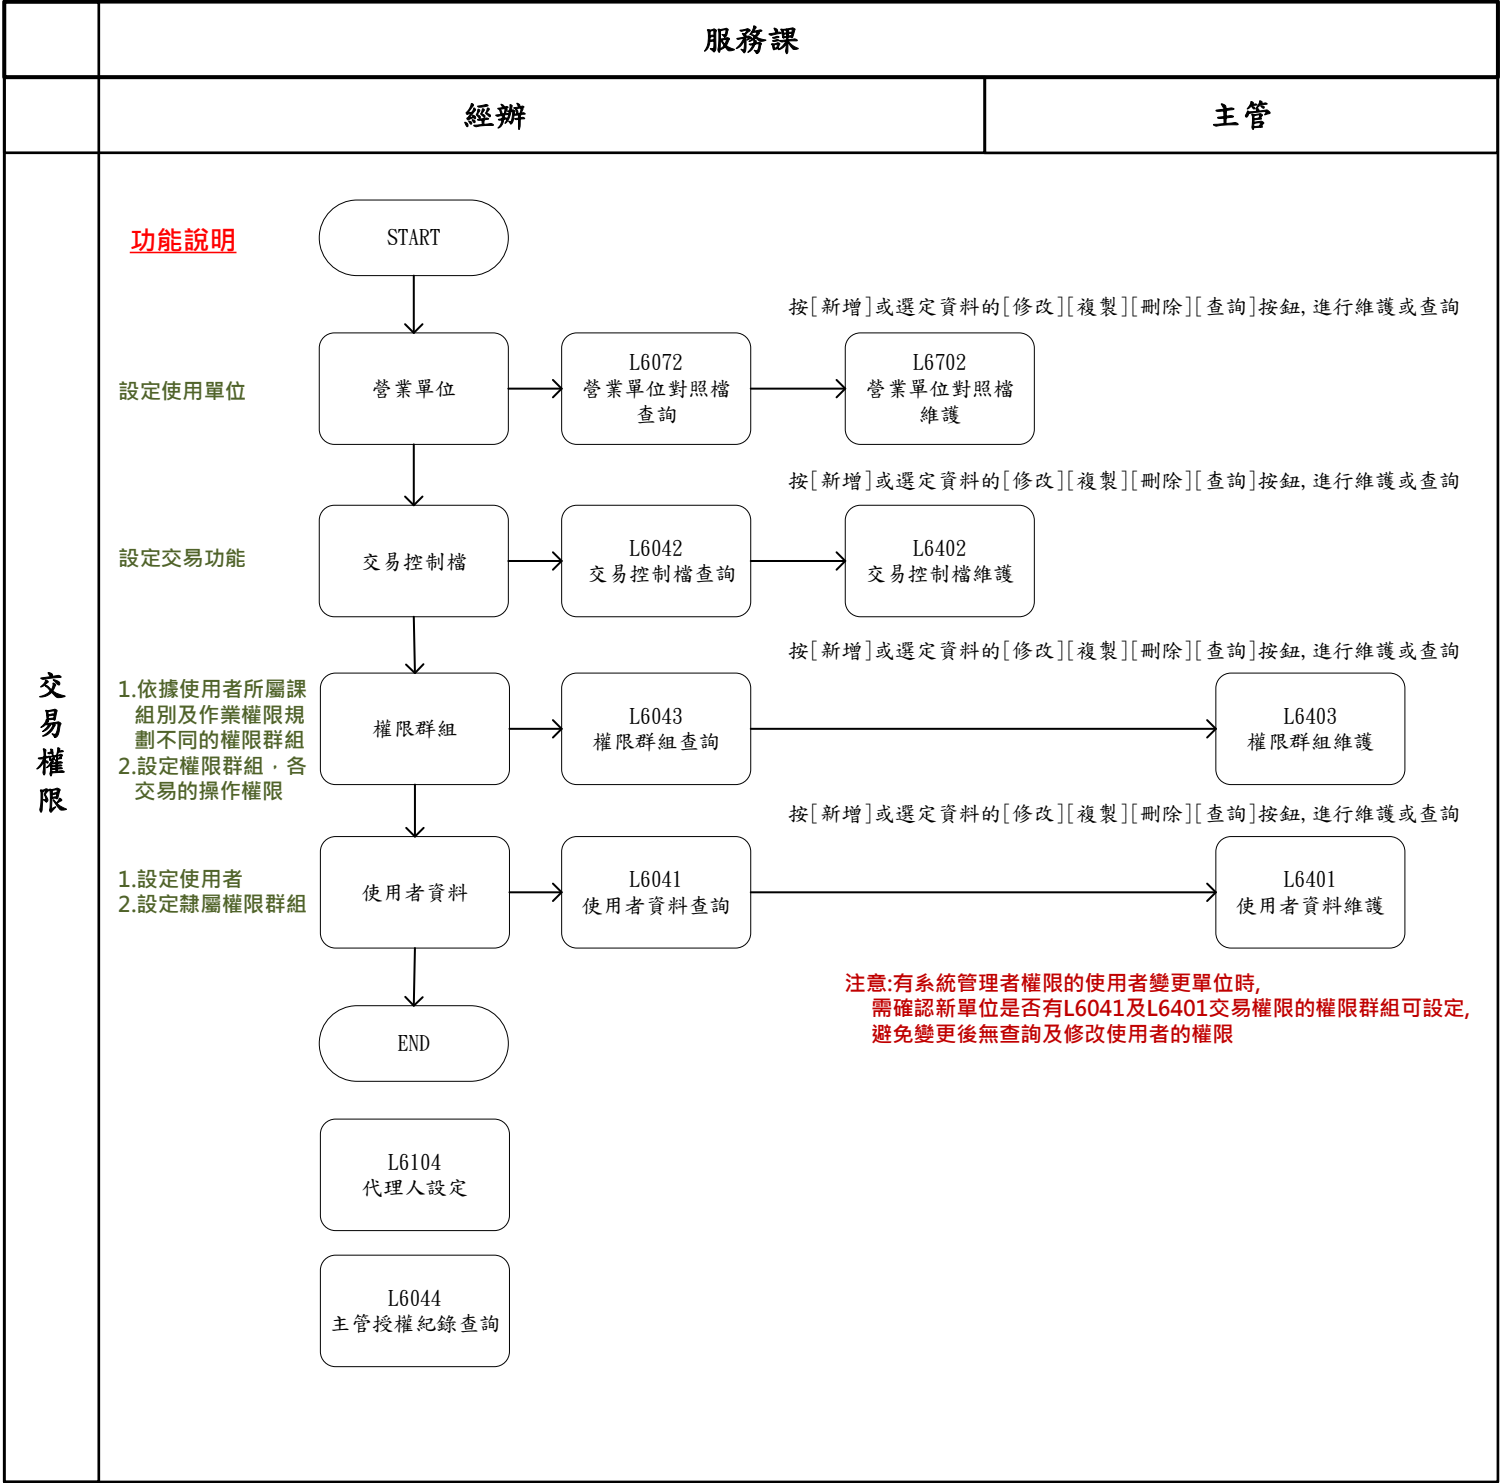 服務課
經辦
主管
交易權限
功能說明
START
按[新增]或選定資料的[修改][複製][刪除][查詢]按鈕,進行維護或查詢
設定使用單位
營業單位
L6072
營業單位對照檔
查詢
L6702
營業單位對照檔
維護
按[新增]或選定資料的[修改][複製][刪除][查詢]按鈕,進行維護或查詢
設定交易功能
交易控制檔
L6042
交易控制檔查詢
L6402
交易控制檔維護
按[新增]或選定資料的[修改][複製][刪除][查詢]按鈕,進行維護或查詢
1.依據使用者所屬課
組別及作業權限規
劃不同的權限群組
2.設定權限群組，各
交易的操作權限
權限群組
L6043
權限群組查詢
L6403
權限群組維護
按[新增]或選定資料的[修改][複製][刪除][查詢]按鈕,進行維護或查詢
1.設定使用者
2.設定隸屬權限群組
使用者資料
L6041
使用者資料查詢
L6401
使用者資料維護
注意:有系統管理者權限的使用者變更單位時,
需確認新單位是否有L6041及L6401交易權限的權限群組可設定,
避免變更後無查詢及修改使用者的權限
END
L6104
代理人設定
L6044
主管授權紀錄查詢